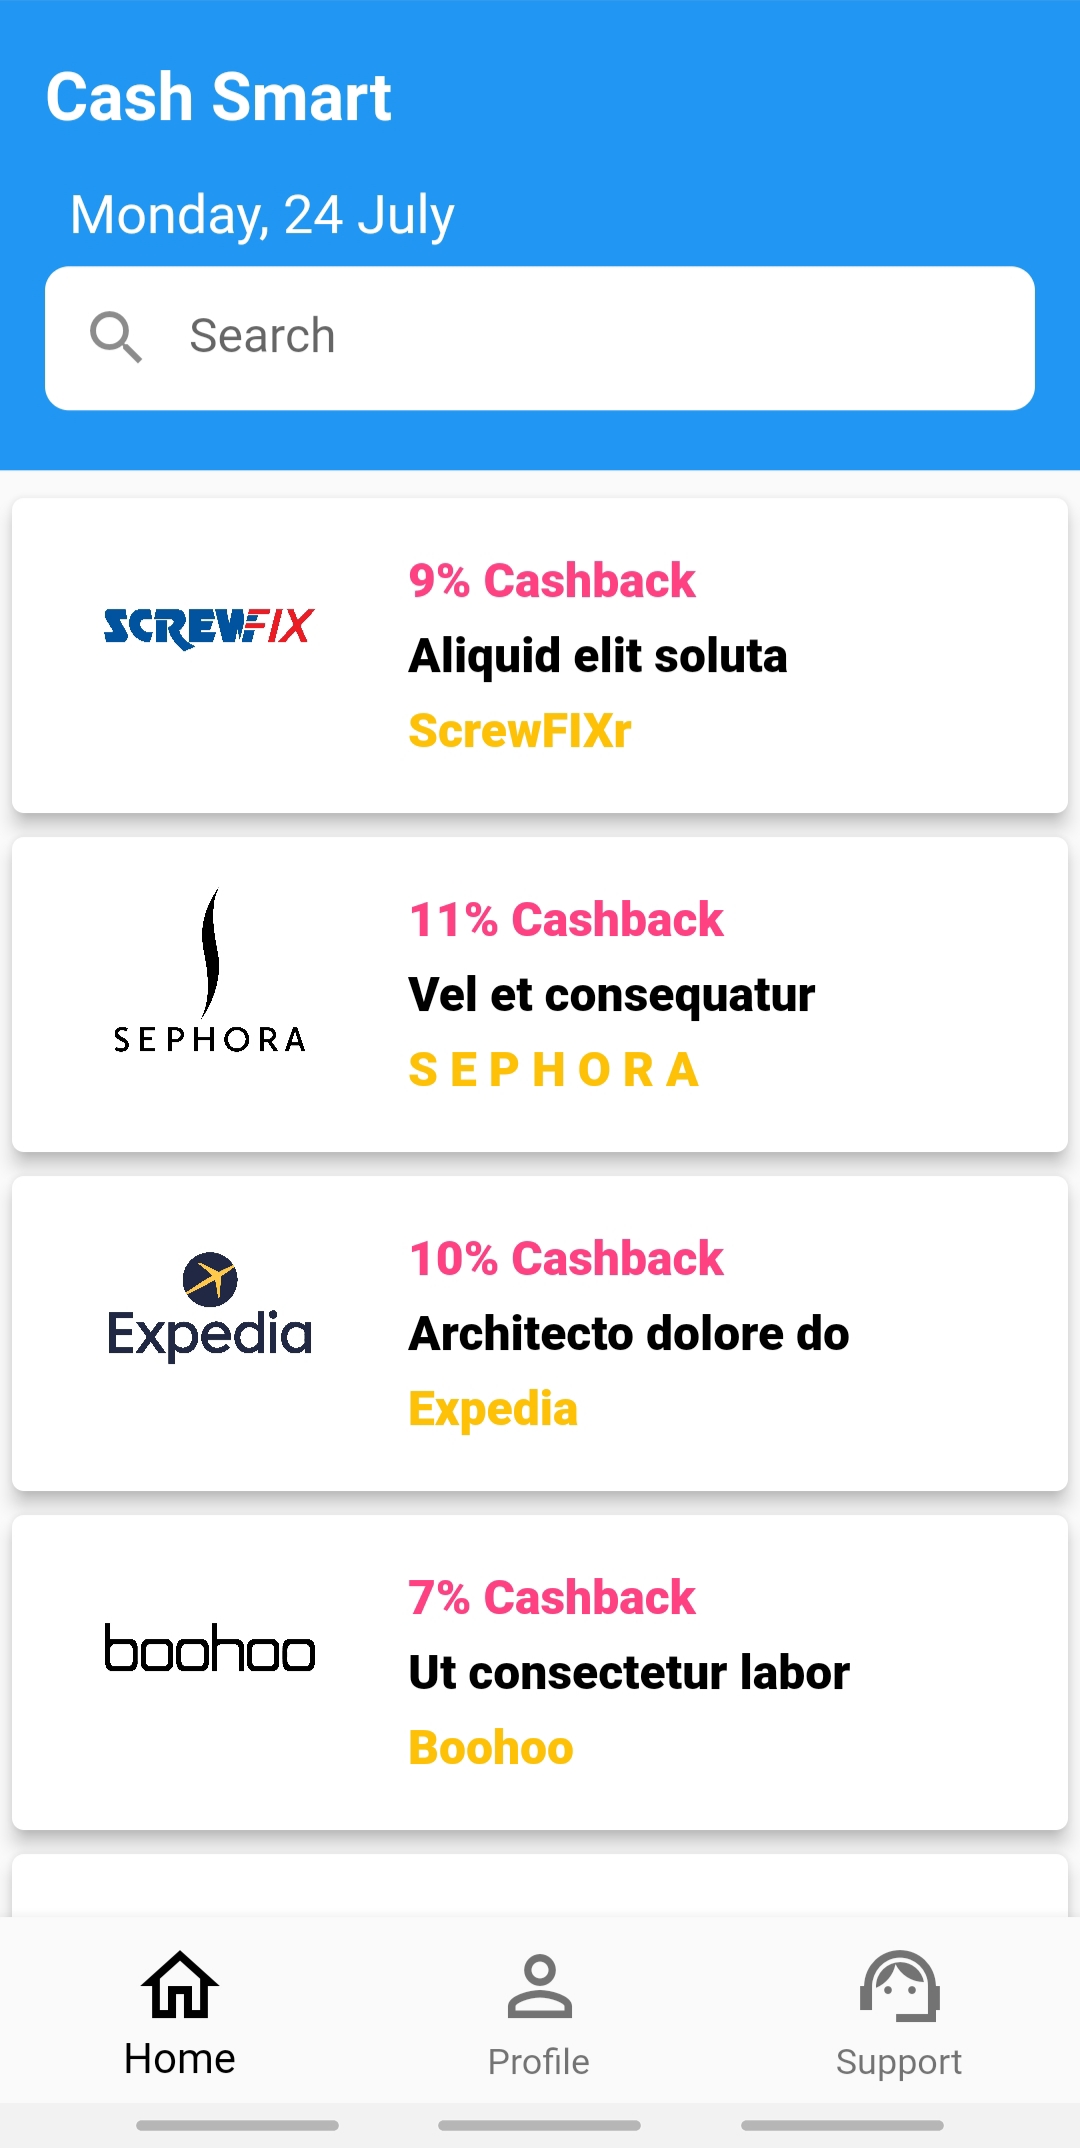 Cash Smart
Monday, 24 July
Search
SCREWFIX
9% Cashback
Aliquid elit soluta
ScrewFIXr
SEPHORA
11% Cashback
Vel et consequatur
S E P H O R A
Expedia
10% Cashback
Architecto dolore do
Expedia
boohoo
7% Cashback
Ut consectetur labor
Boohoo
Home
Profile
Support